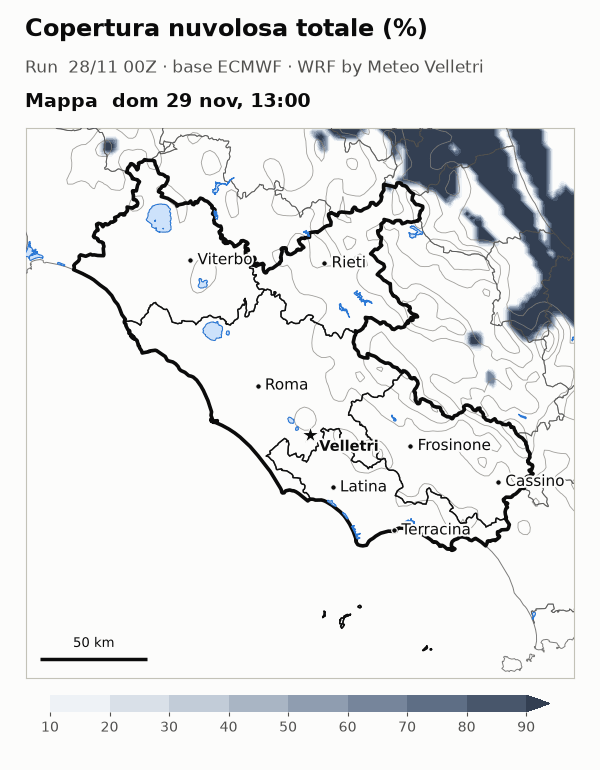 Copertura nuvolosa totale (%)
Run 28/11 00Z · base ECMWF · WRF by Meteo Velletri
Mappa dom 29 nov, 13:00
Viterbo
Rieti
Roma
Velletri
Frosinone
Latina
Cassino
Terracina
50 km
10 20 30 40 50 60 70 80 90